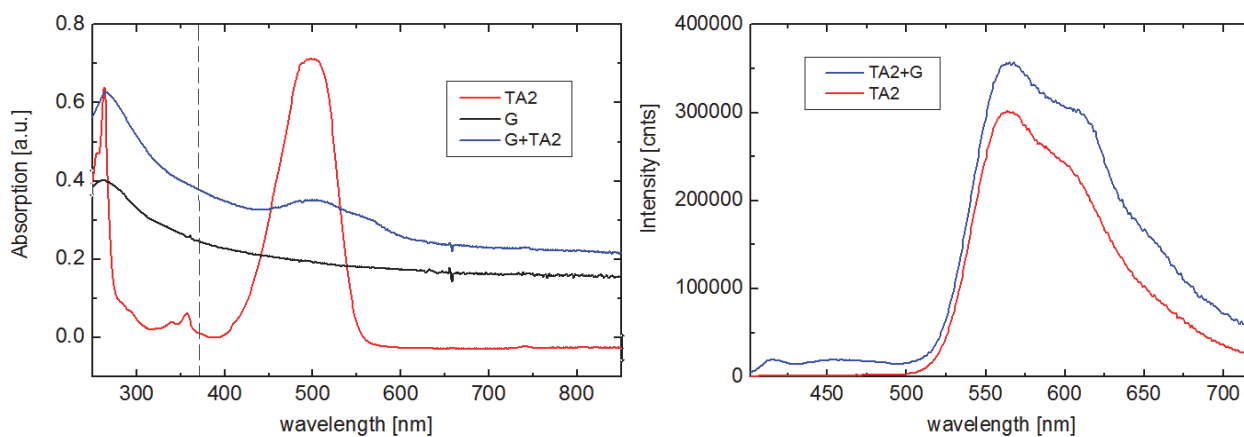 0.8
0.6
0.4
0.2
0.0
Absorption [a.u.]
TA2
G
G+TA2
300 400 500 600 700 800
wavelength [nm]
400000
300000
200000
100000
0
Intensity [cnts]
TA2+G
TA2
450 500 550 600 650 700
wavelength [nm]